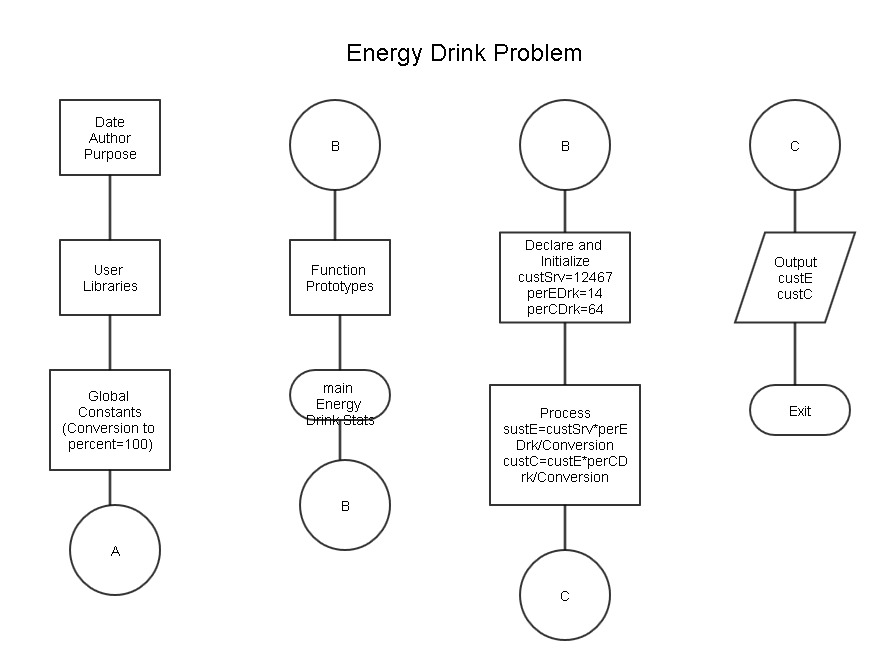 Energy Drink Problem
Date
Author
Purpose
User
Libraries
Global
Constants
(Conversion to
percent=100)
A
B
Function
Prototypes
main
Energy
Drink Stats
B
B
Declare and
Initialize
custSrv=12467
perEDrk=14
perCDrk=64
Process
sustE=custSrv*perE
Drk/Conversion
custC=custE*perCD
rk/Conversion
C
C
Output
custE
custC
Exit